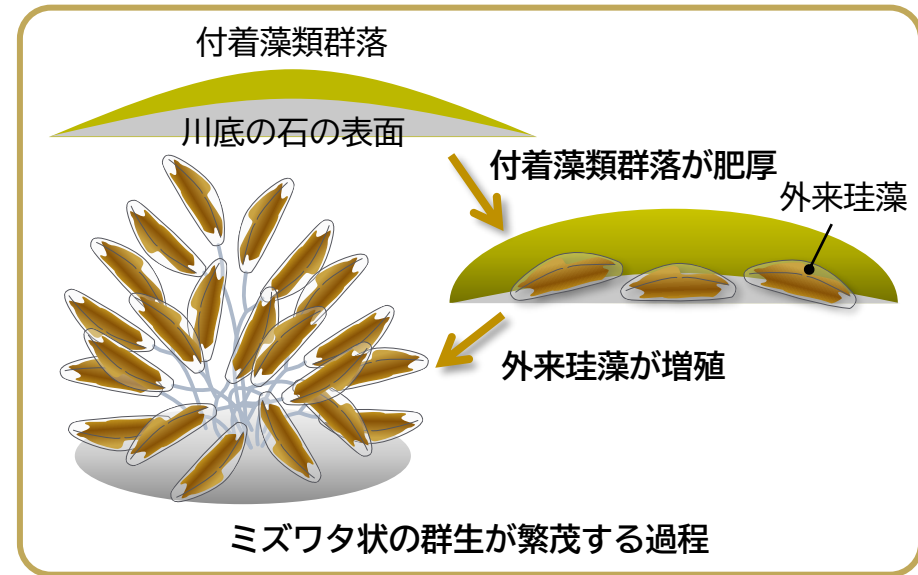 付着藻類群落
川底の石の表面
付着藻類群落が肥厚
外来珪藻
外来珪藻が増殖
ミズワタ状の群生が繁茂する過程